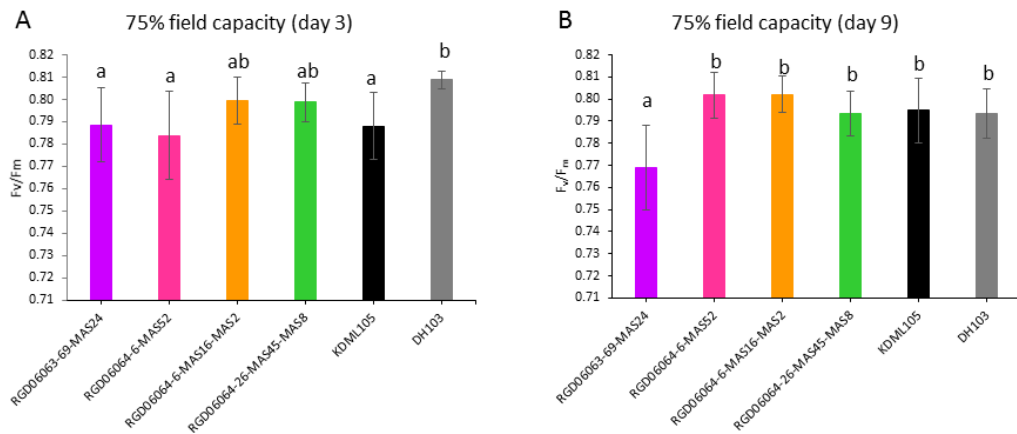 A
75% field capacity (day 3)
Fv/Fm
0.82
0.81
0.80
0.79
0.78
0.77
0.76
0.75
0.74
0.73
0.72
0.71
a
a
ab
ab
a
b
RGD06063-69-MAS24
RGD06064-6-MAS52
RGD06064-6-MAS16-MAS2
RGD06064-26-MAS45-MAS8
KDML105
DH103
B
75% field capacity (day 9)
Fv/Fm
0.82
0.81
0.80
0.79
0.78
0.77
0.76
0.75
0.74
0.73
0.72
0.71
a
b
b
b
b
b
RGD06063-69-MAS24
RGD06064-6-MAS52
RGD06064-6-MAS16-MAS2
RGD06064-26-MAS45-MAS8
KDML105
DH103